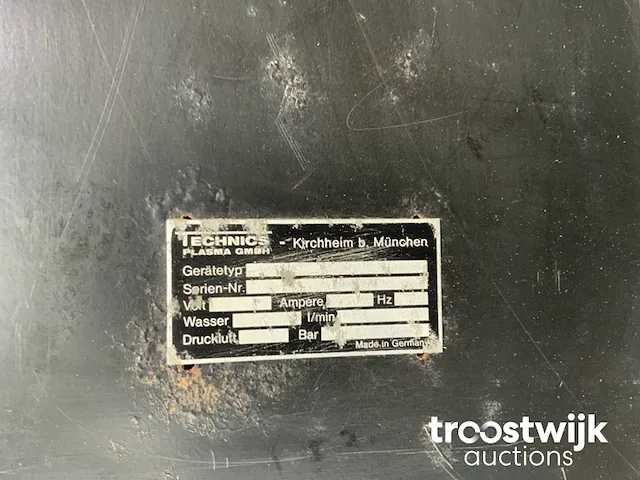 TECHNICS
PLASMA GMBH
- Kirchheim b. München
Gerätetyp
Serien-Nr.
Volt Ampere Hz
Wasser l/min
Druckluft Bar
Made in Germany
troostwijk
auctions